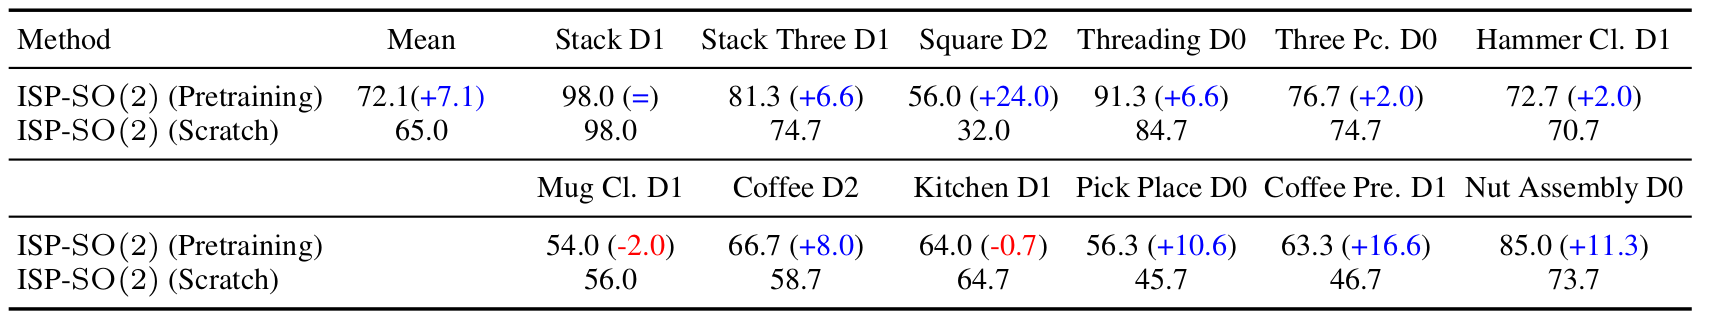 Method Mean Stack D1 Stack Three D1 Square D2 Threading D0 Three Pc. D0 Hammer Cl. D1
ISP-SO(2) (Pretraining) 72.1(+7.1) 98.0 (=) 81.3 (+6.6) 56.0 (+24.0) 91.3 (+6.6) 76.7 (+2.0) 72.7 (+2.0)
ISP-SO(2) (Scratch) 65.0 98.0 74.7 32.0 84.7 74.7 70.7
Mug Cl. D1 Coffee D2 Kitchen D1 Pick Place D0 Coffee Pre. D1 Nut Assembly D0
ISP-SO(2) (Pretraining) 54.0 (-2.0) 66.7 (+8.0) 64.0 (-0.7) 56.3 (+10.6) 63.3 (+16.6) 85.0 (+11.3)
ISP-SO(2) (Scratch) 56.0 58.7 64.7 45.7 46.7 73.7